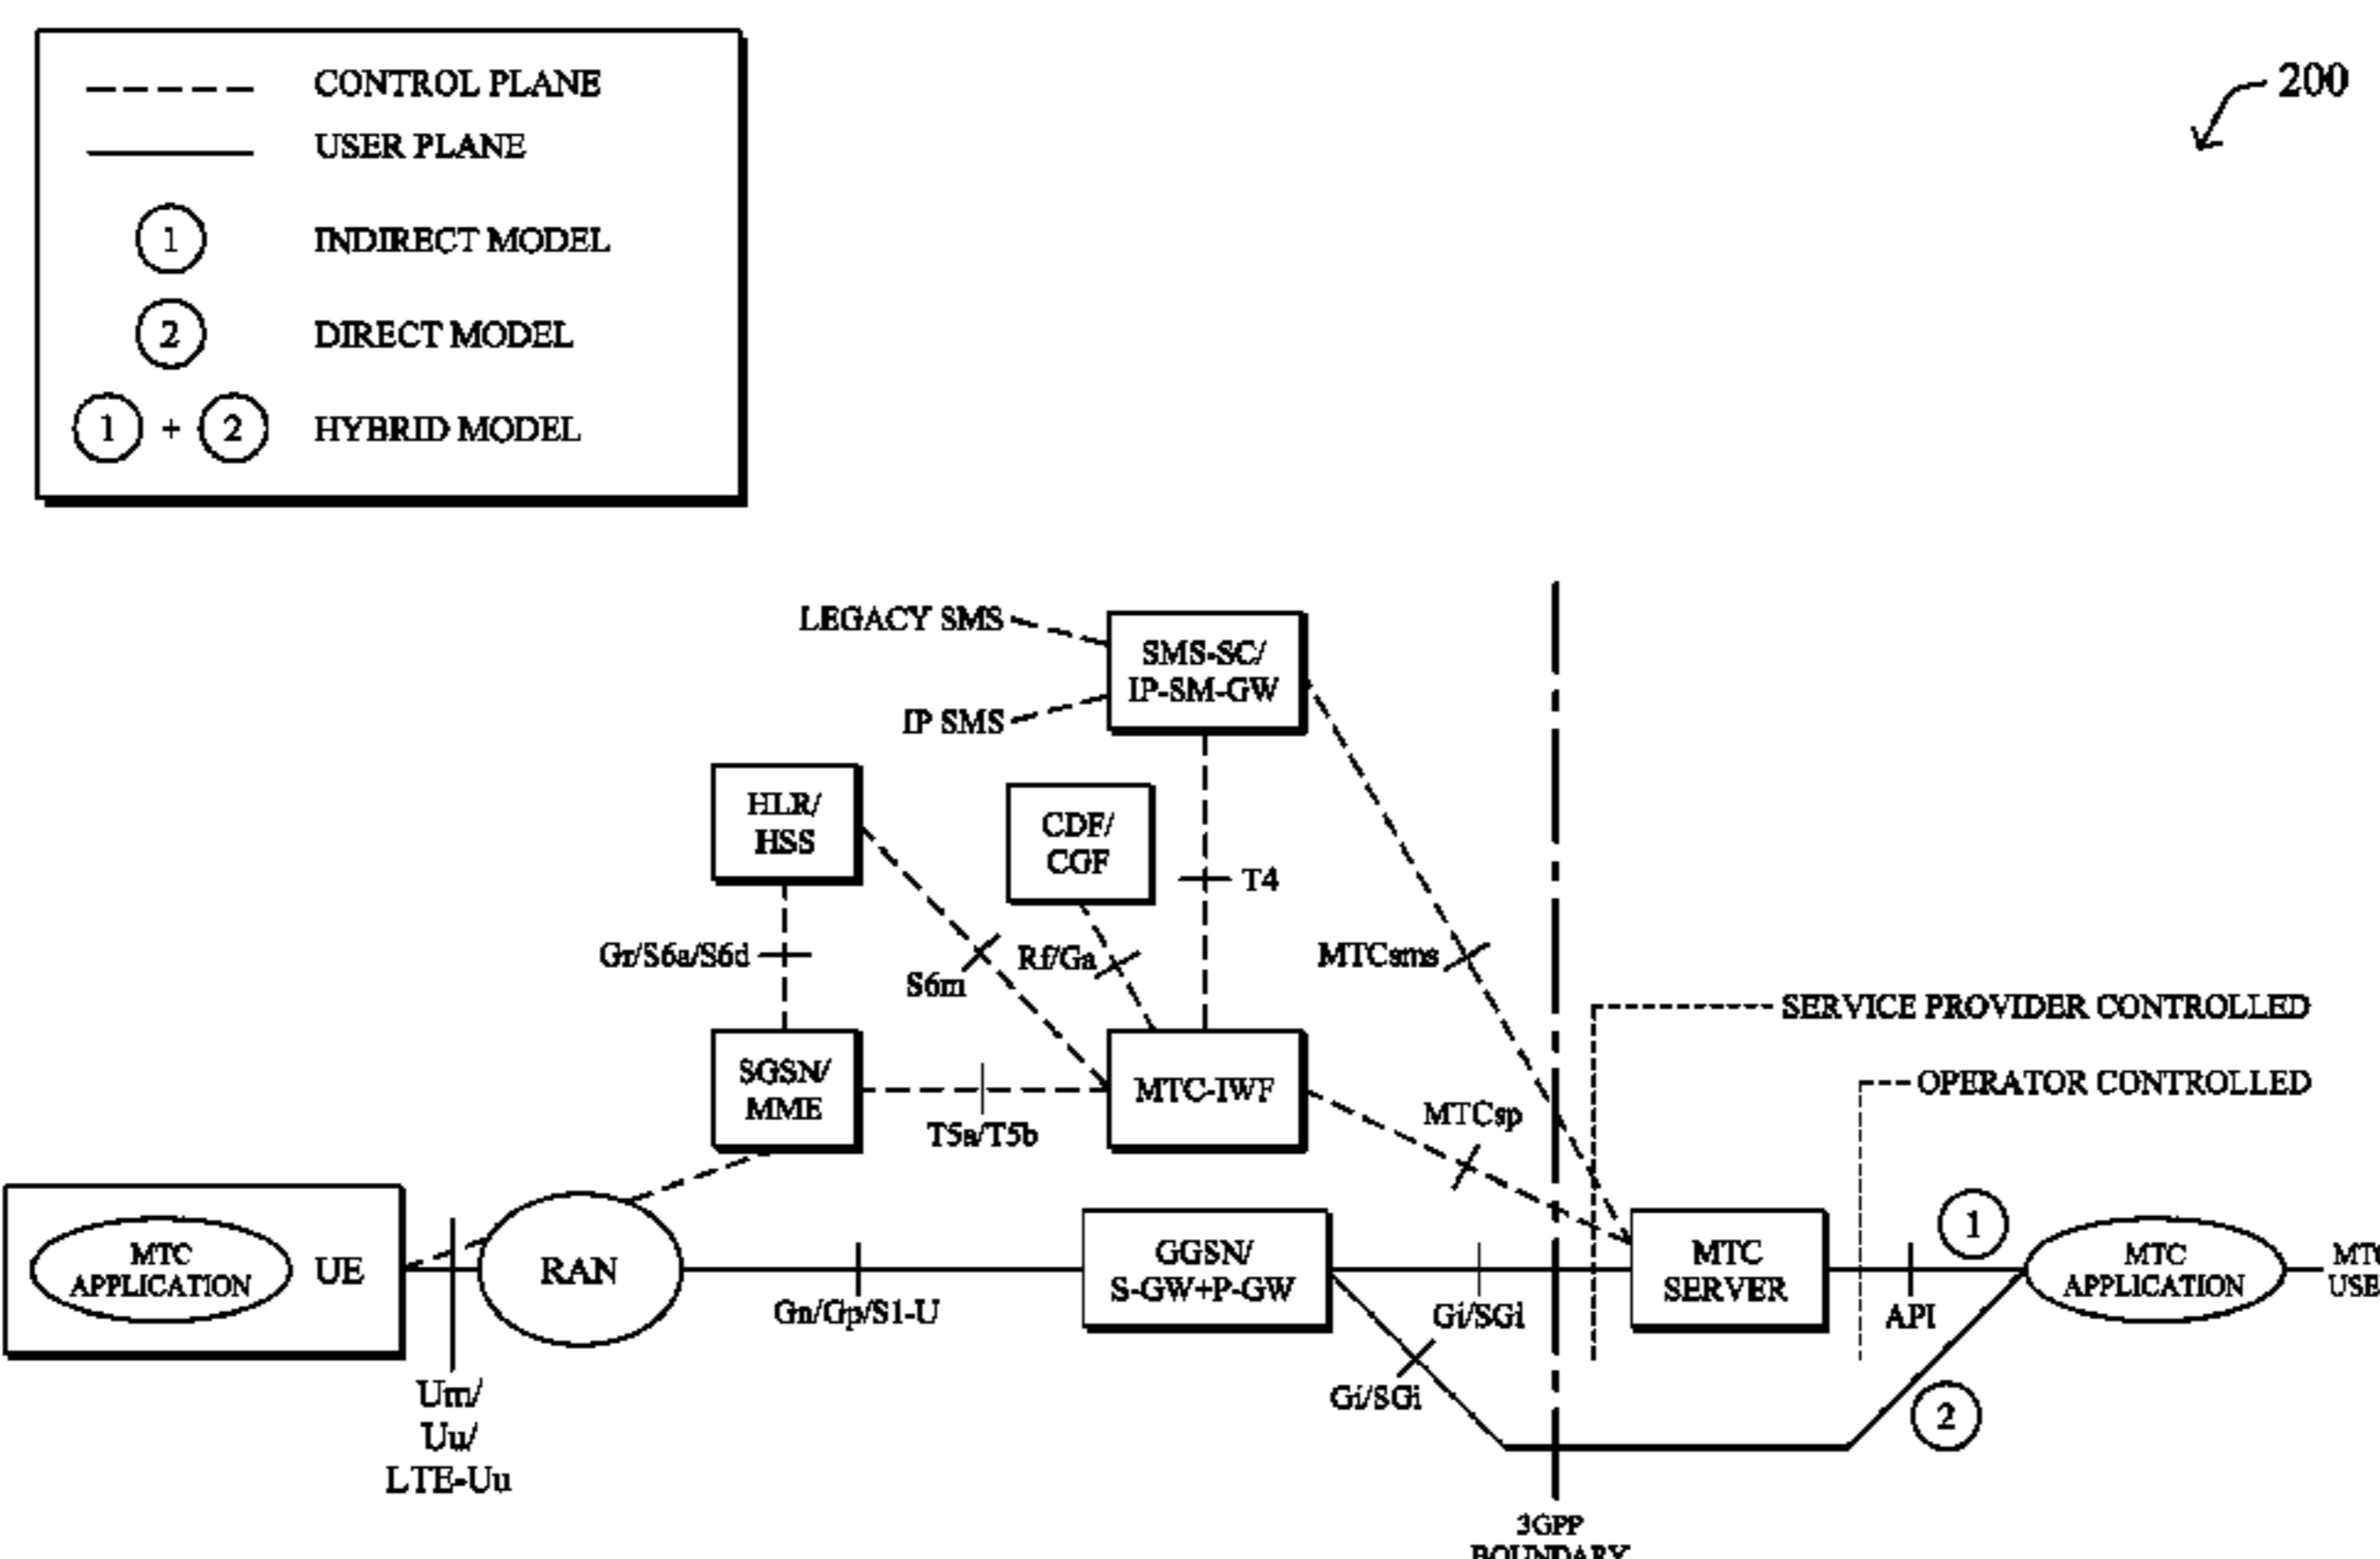 CONTROL PLANE
USER PLANE
1 INDIRECT MODEL
2 DIRECT MODEL
1 + 2 HYBRID MODEL
200
LEGACY SMS
IP SMS
SMS-SC/
IP-SM-GW
HLR/
HSS
CDF/
CGF
T4
Gr/S6a/S6d
S6m
Rf/Ga
MTCsms
SERVICE PROVIDER CONTROLLED
OPERATOR CONTROLLED
SGSN/
MME
T5a/T5b
MTC-IWF
MTCsp
MTC
APPLICATION
UE
RAN
Gn/Gp/S1-U
GGSN/
S-GW+P-GW
Gi/SGi
Gi/SGi
MTC
SERVER
API
1
2
MTC
APPLICATION
Um/
Uu/
LTE-Uu
3GPP
BOUNDARY